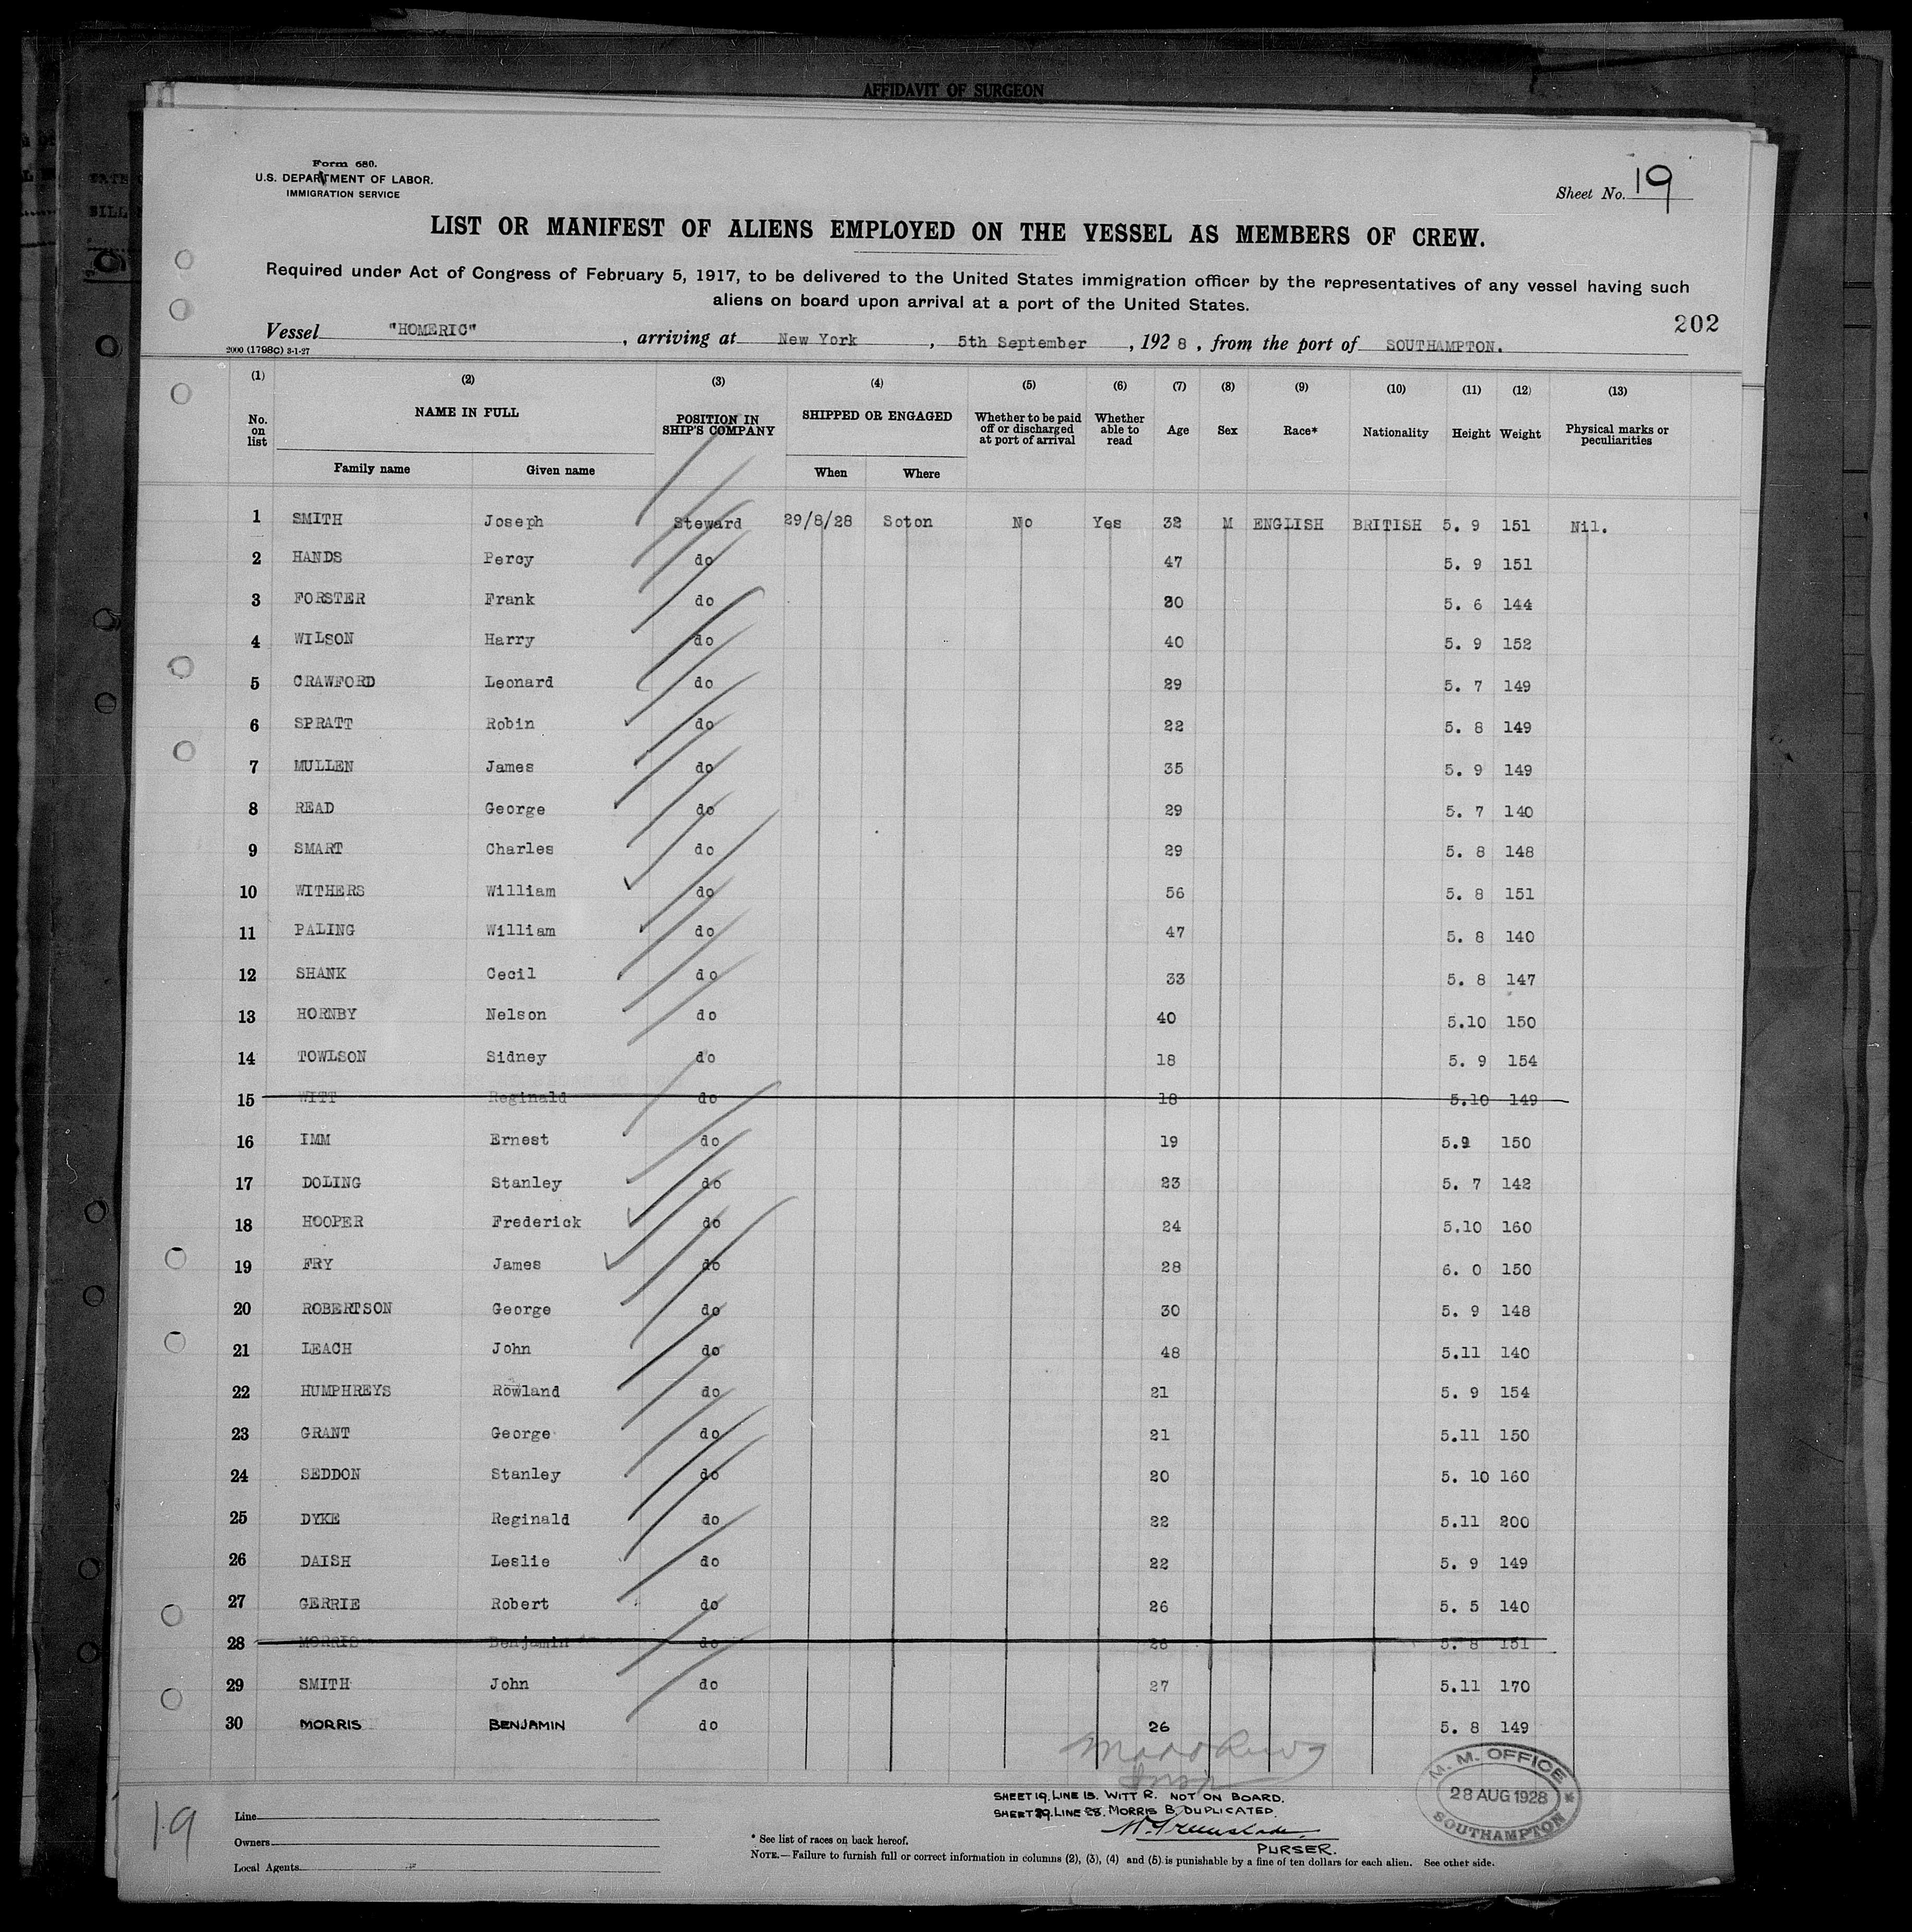 AFFIDAVIT OF SURGEON
Form 680.
U.S. DEPARTMENT OF LABOR.
IMMIGRATION SERVICE
Sheet No. 19
LIST OR MANIFEST OF ALIENS EMPLOYED ON THE VESSEL AS MEMBERS OF CREW.
Required under Act of Congress of February 5, 1917, to be delivered to the United States immigration officer by the representatives of any vessel having such
aliens on board upon arrival at a port of the United States.
202
Vessel "HOMERIC", arriving at New York, 5th September, 1928, from the port of SOUTHAMPTON.
2000 (1798C) 3-1-27
(1) (2) (3) (4) (5) (6) (7) (8) (9) (10) (11) (12) (13)
No. on list NAME IN FULL POSITION IN SHIP'S COMPANY SHIPPED OR ENGAGED Whether to be paid off or discharged at port of arrival Whether able to read Age Sex Race* Nationality Height Weight Physical marks or peculiarities
Family name Given name When Where
1 SMITH Joseph Steward 29/8/28 Soton No Yes 32 M ENGLISH BRITISH 5. 9 151 Nil.
2 HANDS Percy do 47 5. 9 151
3 FORSTER Frank do 30 5. 6 144
4 WILSON Harry do 40 5. 9 152
5 CRAWFORD Leonard do 29 5. 7 149
6 SPRATT Robin do 22 5. 8 149
7 MULLEN James do 35 5. 9 149
8 READ George do 29 5. 7 140
9 SMART Charles do 29 5. 8 148
10 WITHERS William do 56 5. 8 151
11 PALING William do 47 5. 8 140
12 SHANK Cecil do 33 5. 8 147
13 HORNBY Nelson do 40 5.10 150
14 TOWLSON Sidney do 18 5. 9 154
15 WITT Reginald do 18 5.10 149
16 IMM Ernest do 19 5.9 150
17 DOLING Stanley do 23 5. 7 142
18 HOOPER Frederick do 24 5.10 160
19 FRY James do 28 6. 0 150
20 ROBERTSON George do 30 5. 9 148
21 LEACH John do 48 5.11 140
22 HUMPHREYS Rowland do 21 5. 9 154
23 GRANT George do 21 5.11 150
24 SEDDON Stanley do 20 5. 10 160
25 DYKE Reginald do 22 5.11 200
26 DAISH Leslie do 22 5. 9 149
27 GERRIE Robert do 26 5. 5 140
28 MORRIS Benjamin do 26 5. 8 151
29 SMITH John do 27 5.11 170
30 MORRIS BENJAMIN do 26 5. 8 149
M. M. OFFICE
28 AUG 1928
SOUTHAMPTON
SHEET 19. LINE 15. WITT R. NOT ON BOARD.
SHEET 19. LINE 28. MORRIS B. DUPLICATED.
PURSER.
19
Line
Owners
Local Agents
* See list of races on back hereof.
NOTE.—Failure to furnish full or correct information in columns (2), (3), (4) and (5) is punishable by a fine of ten dollars for each alien. See other side.